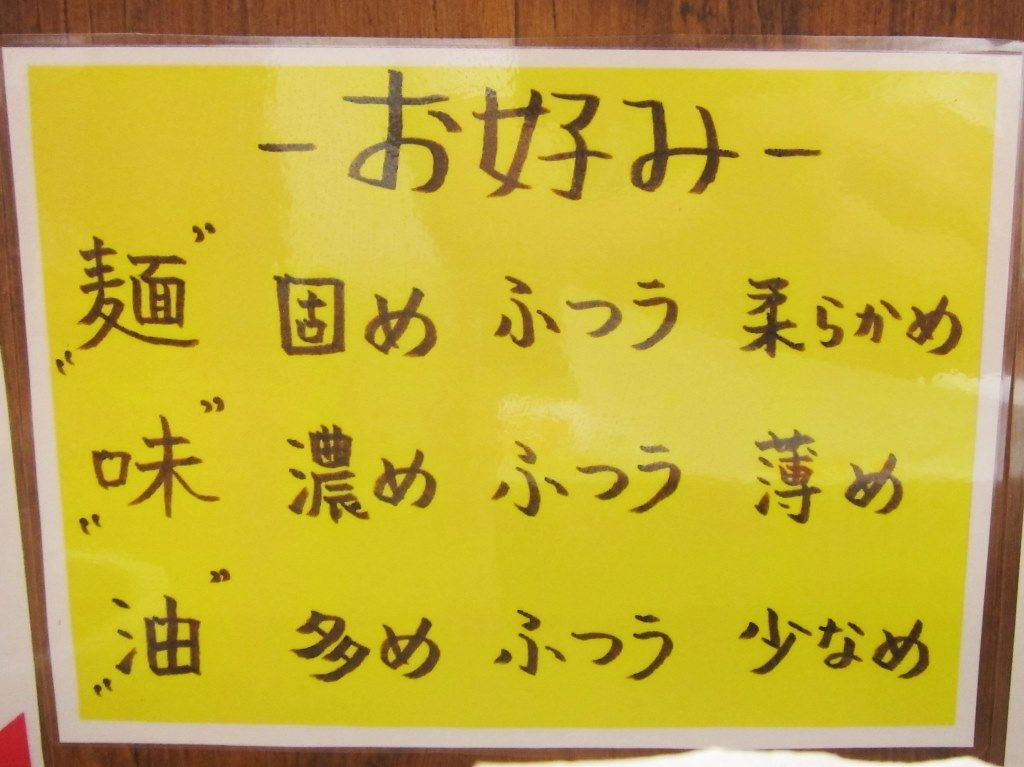 -お好み-
"麺" 固め ふつう 柔らかめ
"味" 濃め ふつう 薄め
"油" 多め ふつう 少なめ